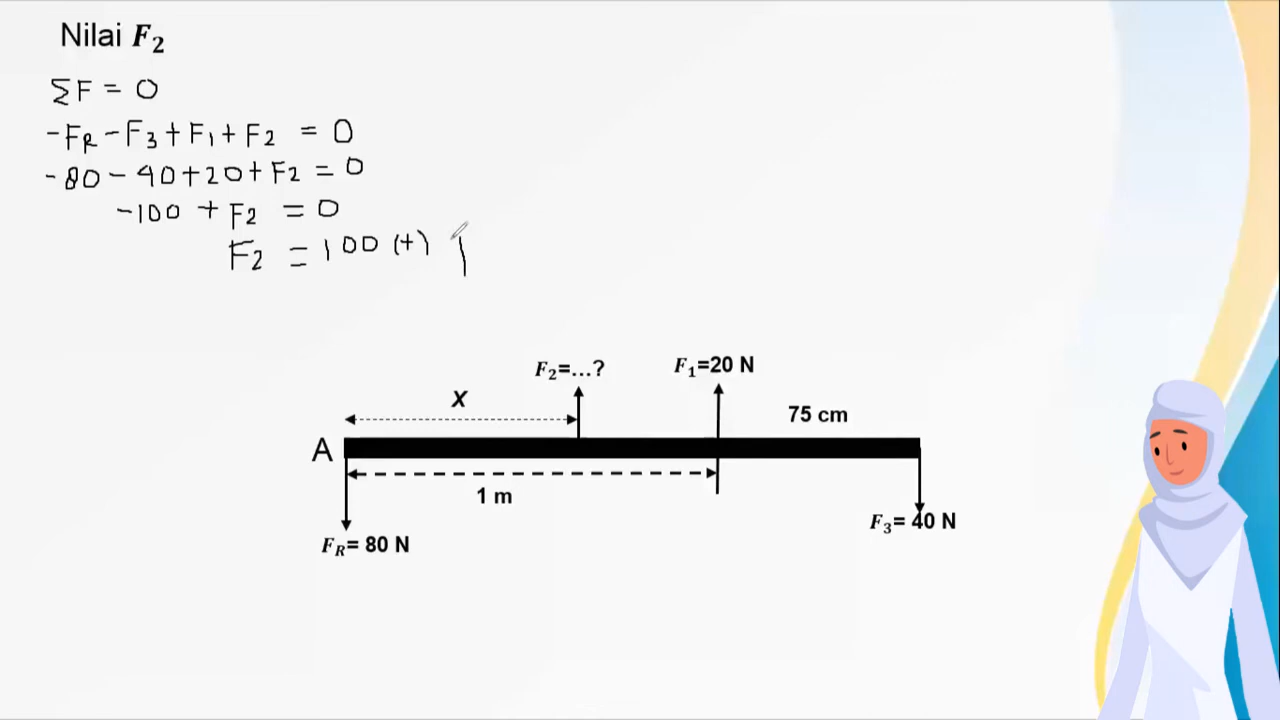 Nilai F₂
ΣF = 0
-FR - F3 + F1 + F2 = 0
-80 - 40 + 20 + F2 = 0
-100 + F2 = 0
F2 = 100 (+)
F₂=...?
F₁=20 N
X
75 cm
A
1 m
F₃= 40 N
F_R= 80 N